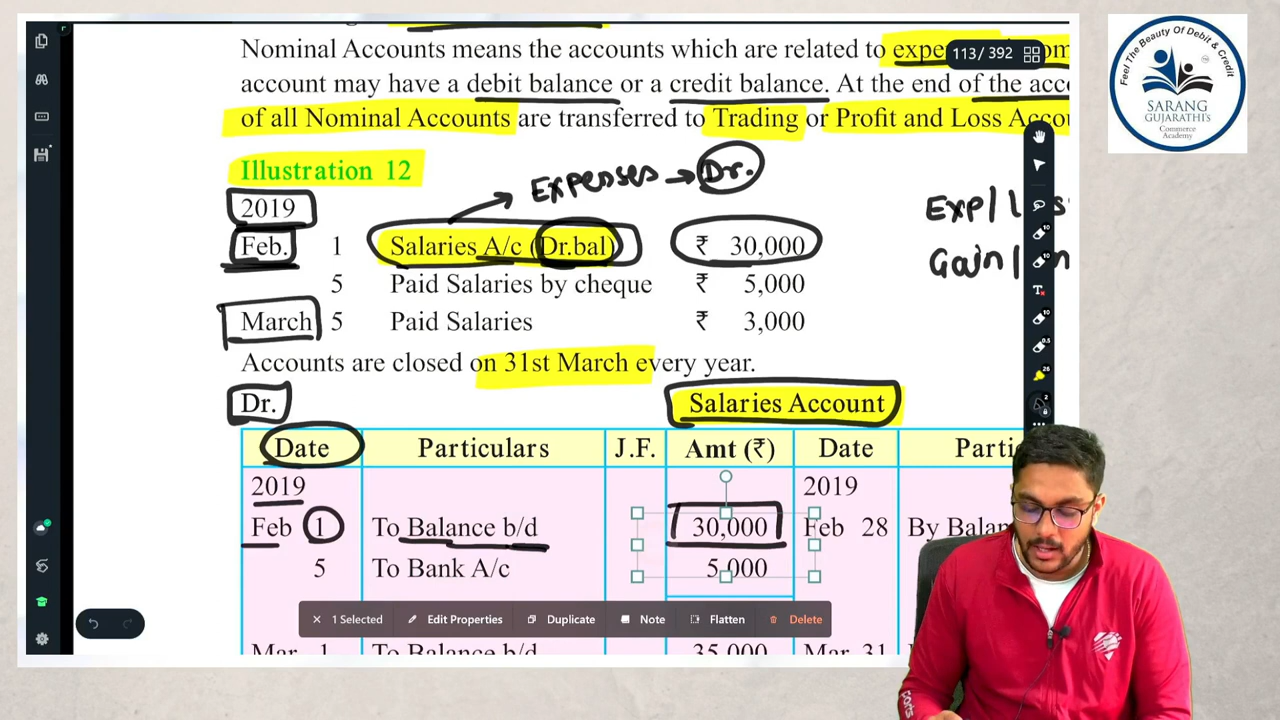 Nominal Accounts means the accounts which are related to expe
account may have a debit balance or a credit balance. At the end of the acc
of all Nominal Accounts are transferred to Trading or Profit and Loss Accou
113/392
Feel The Beauty Of Debit & Credit
SARANG
GUJARATHI's
Commerce
Academy
Illustration 12
Expenses → Dr.
2019
Exp/
Feb. 1 Salaries A/c (Dr.bal) ₹ 30,000
Gain/
5 Paid Salaries by cheque ₹ 5,000
March 5 Paid Salaries ₹ 3,000
Accounts are closed on 31st March every year.
Dr. Salaries Account
Date Particulars J.F. Amt (₹) Date Partic
2019 2019
Feb 1 To Balance b/d 30,000 Feb 28 By Balan
5 To Bank A/c 5,000
× 1 Selected Edit Properties Duplicate Note Flatten Delete
Mar 1 To Balance b/d 35,000 Mar 31